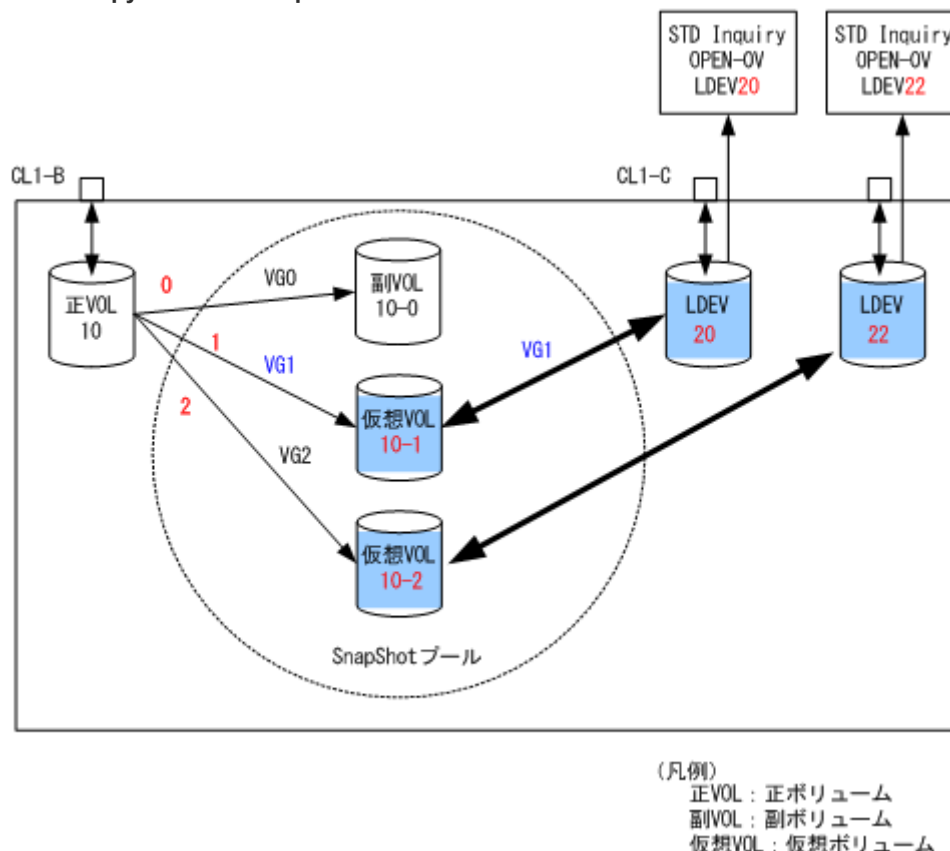 STD Inquiry
OPEN-0V
LDEV20
STD Inquiry
OPEN-0V
LDEV22
CL1-B
CL1-C
正VOL
10
0
VG0
副VOL
10-0
1
VG1
仮想VOL
10-1
VG1
LDEV
20
LDEV
22
2
VG2
仮想VOL
10-2
SnapShotプール
(凡例)
正VOL：正ボリューム
副VOL：副ボリューム
仮想VOL：仮想ボリューム